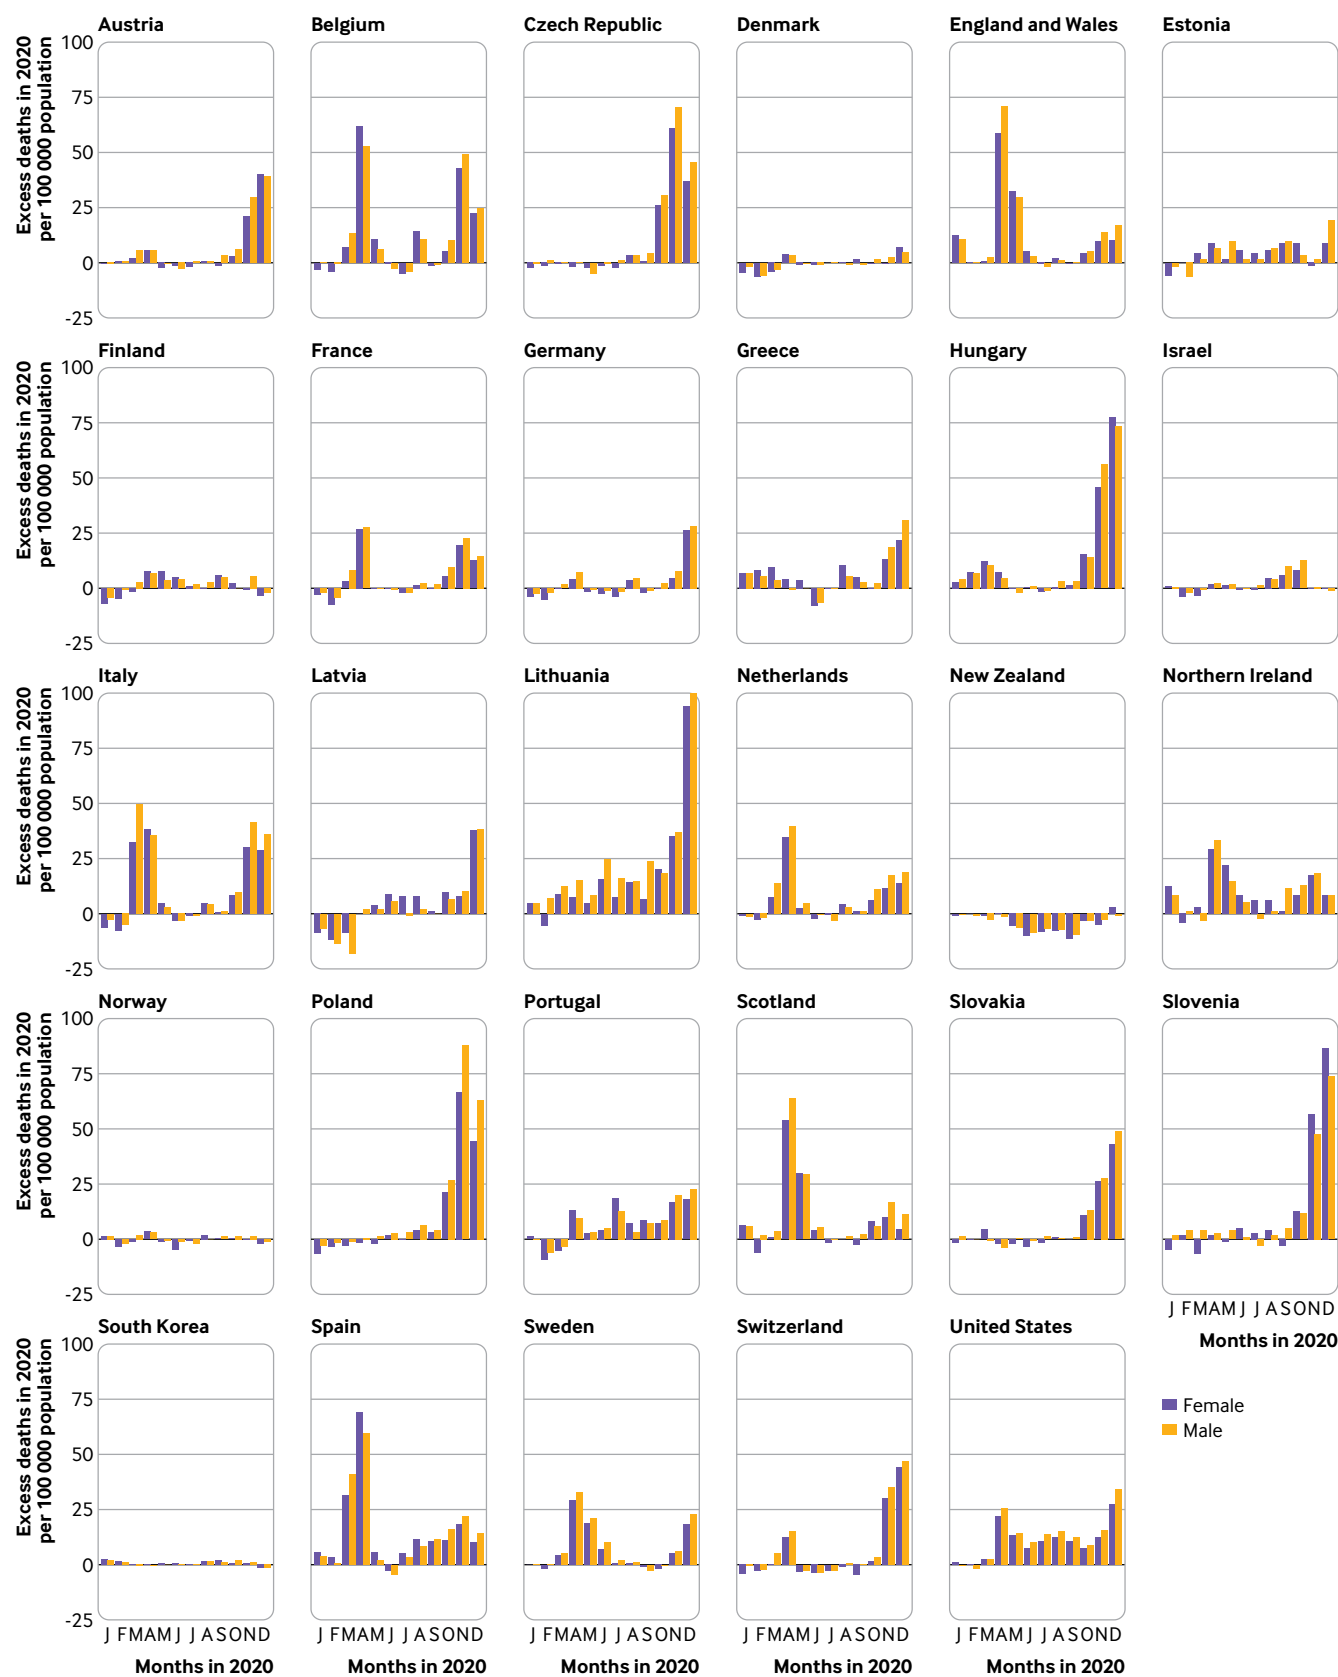 Austria
Belgium
Czech Republic
Denmark
England and Wales
Estonia
Excess deaths in 2020
per 100 000 population
100
75
50
25
0
-25
Finland
France
Germany
Greece
Hungary
Israel
Excess deaths in 2020
per 100 000 population
100
75
50
25
0
-25
Italy
Latvia
Lithuania
Netherlands
New Zealand
Northern Ireland
Excess deaths in 2020
per 100 000 population
100
75
50
25
0
-25
Norway
Poland
Portugal
Scotland
Slovakia
Slovenia
Excess deaths in 2020
per 100 000 population
100
75
50
25
0
-25
J F M A M J J A S O N D
Months in 2020
South Korea
Spain
Sweden
Switzerland
United States
Excess deaths in 2020
per 100 000 population
100
75
50
25
0
-25
Female
Male
J F M A M J J A S O N D
J F M A M J J A S O N D
J F M A M J J A S O N D
J F M A M J J A S O N D
J F M A M J J A S O N D
Months in 2020
Months in 2020
Months in 2020
Months in 2020
Months in 2020